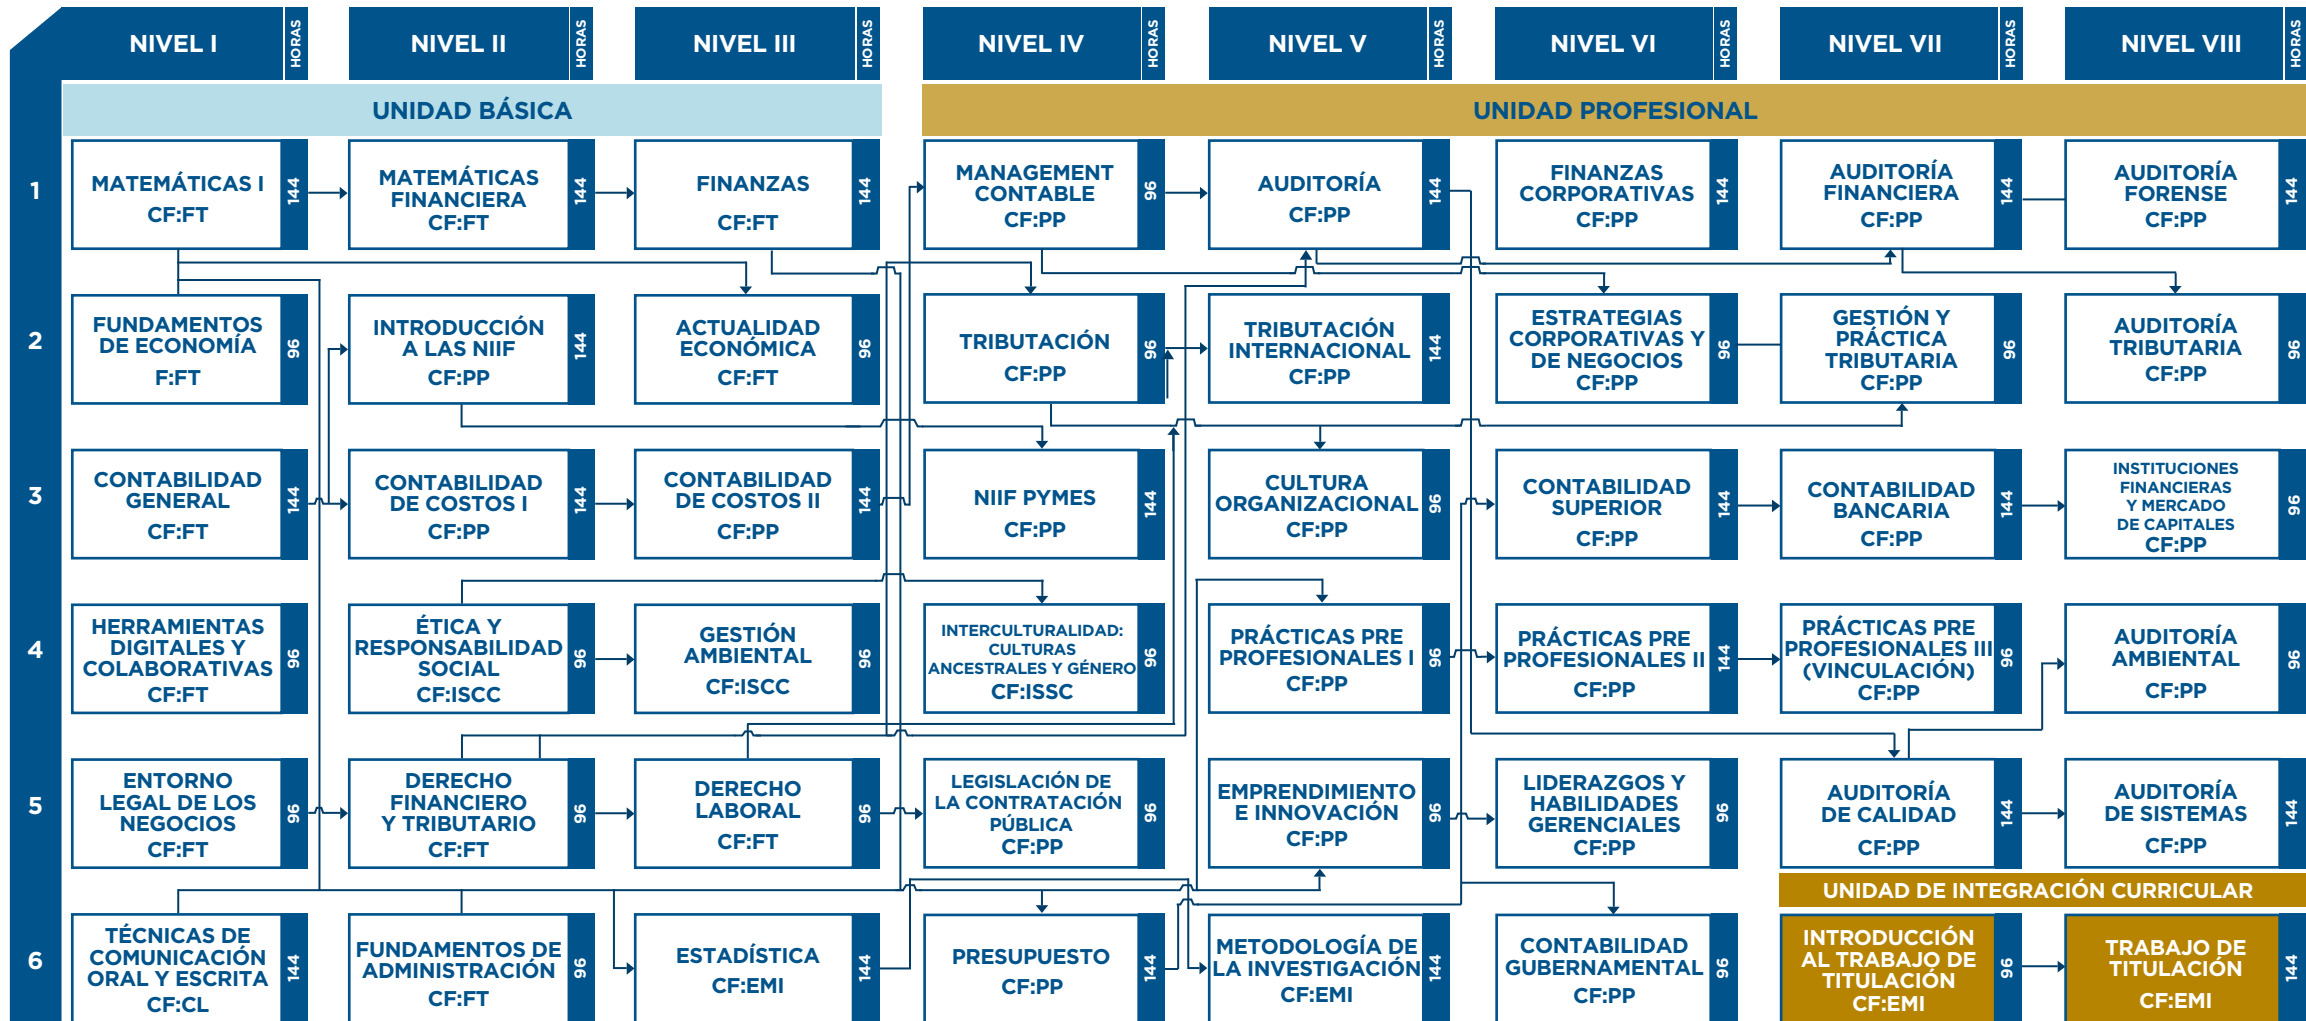 NIVEL I
HORAS
NIVEL II
HORAS
NIVEL III
HORAS
NIVEL IV
HORAS
NIVEL V
HORAS
NIVEL VI
HORAS
NIVEL VII
HORAS
NIVEL VIII
HORAS
UNIDAD BÁSICA
UNIDAD PROFESIONAL
1
MATEMÁTICAS I
CF:FT
144
MATEMÁTICAS
FINANCIERA
CF:FT
144
FINANZAS
CF:FT
144
MANAGEMENT
CONTABLE
CF:PP
96
AUDITORÍA
CF:PP
144
FINANZAS
CORPORATIVAS
CF:PP
144
AUDITORÍA
FINANCIERA
CF:PP
144
AUDITORÍA
FORENSE
CF:PP
144
2
FUNDAMENTOS
DE ECONOMÍA
F:FT
96
INTRODUCCIÓN
A LAS NIIF
CF:PP
144
ACTUALIDAD
ECONÓMICA
CF:FT
96
TRIBUTACIÓN
CF:PP
96
TRIBUTACIÓN
INTERNACIONAL
CF:PP
144
ESTRATEGIAS
CORPORATIVAS Y
DE NEGOCIOS
CF:PP
96
GESTIÓN Y
PRÁCTICA
TRIBUTARIA
CF:PP
96
AUDITORÍA
TRIBUTARIA
CF:PP
96
3
CONTABILIDAD
GENERAL
CF:FT
144
CONTABILIDAD
DE COSTOS I
CF:PP
144
CONTABILIDAD
DE COSTOS II
CF:PP
144
NIIF PYMES
CF:PP
144
CULTURA
ORGANIZACIONAL
CF:PP
96
CONTABILIDAD
SUPERIOR
CF:PP
144
CONTABILIDAD
BANCARIA
CF:PP
144
INSTITUCIONES
FINANCIERAS
Y MERCADO
DE CAPITALES
CF:PP
96
4
HERRAMIENTAS
DIGITALES Y
COLABORATIVAS
CF:FT
96
ÉTICA Y
RESPONSABILIDAD
SOCIAL
CF:ISCC
96
GESTIÓN
AMBIENTAL
CF:ISCC
96
INTERCULTURALIDAD:
CULTURAS
ANCESTRALES Y GÉNERO
CF:ISSC
96
PRÁCTICAS PRE
PROFESIONALES I
CF:PP
96
PRÁCTICAS PRE
PROFESIONALES II
CF:PP
144
PRÁCTICAS PRE
PROFESIONALES III
(VINCULACIÓN)
CF:PP
96
AUDITORÍA
AMBIENTAL
CF:PP
96
5
ENTORNO
LEGAL DE LOS
NEGOCIOS
CF:FT
96
DERECHO
FINANCIERO
Y TRIBUTARIO
CF:FT
96
DERECHO
LABORAL
CF:FT
96
LEGISLACIÓN DE
LA CONTRATACIÓN
PÚBLICA
CF:PP
96
EMPRENDIMIENTO
E INNOVACIÓN
CF:PP
96
LIDERAZGOS Y
HABILIDADES
GERENCIALES
CF:PP
96
AUDITORÍA
DE CALIDAD
CF:PP
144
AUDITORÍA
DE SISTEMAS
CF:PP
144
UNIDAD DE INTEGRACIÓN CURRICULAR
6
TÉCNICAS DE
COMUNICACIÓN
ORAL Y ESCRITA
CF:CL
144
FUNDAMENTOS DE
ADMINISTRACIÓN
CF:FT
96
ESTADÍSTICA
CF:EMI
144
PRESUPUESTO
CF:PP
144
METODOLOGÍA DE
LA INVESTIGACIÓN
CF:EMI
144
CONTABILIDAD
GUBERNAMENTAL
CF:PP
96
INTRODUCCIÓN
AL TRABAJO DE
TITULACIÓN
CF:EMI
96
TRABAJO DE
TITULACIÓN
CF:EMI
144